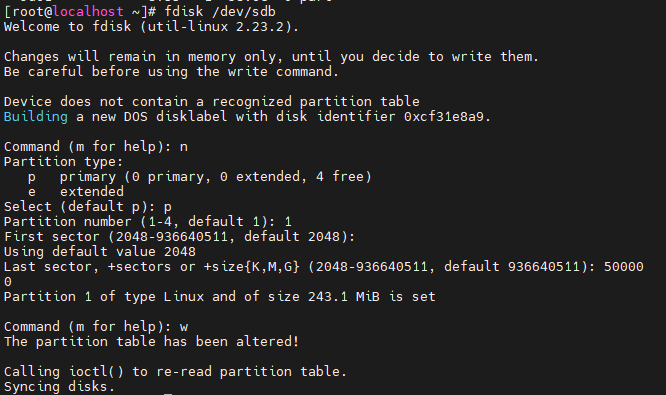 [root@localhost ~]# fdisk /dev/sdb
Welcome to fdisk (util-linux 2.23.2).
Changes will remain in memory only, until you decide to write them.
Be careful before using the write command.
Device does not contain a recognized partition table
Building a new DOS disklabel with disk identifier 0xcf31e8a9.
Command (m for help): n
Partition type:
   p   primary (0 primary, 0 extended, 4 free)
   e   extended
Select (default p): p
Partition number (1-4, default 1): 1
First sector (2048-936640511, default 2048):
Using default value 2048
Last sector, +sectors or +size{K,M,G} (2048-936640511, default 936640511): 50000
0
Partition 1 of type Linux and of size 243.1 MiB is set
Command (m for help): w
The partition table has been altered!
Calling ioctl() to re-read partition table.
Syncing disks.